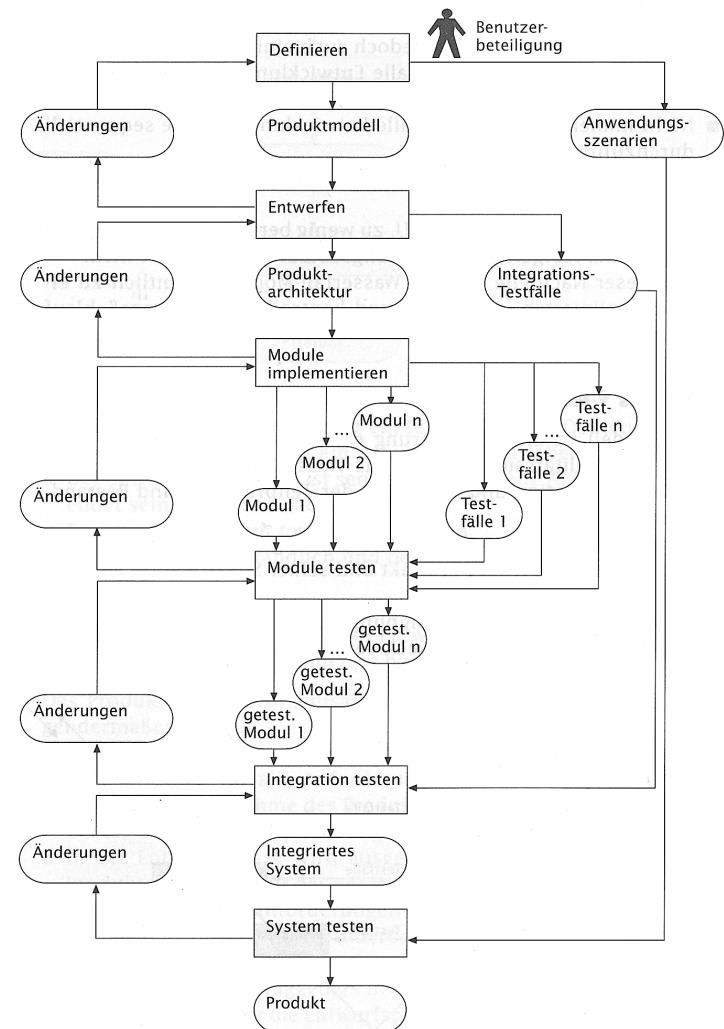 Benutzer-
beteiligung
Definieren
Änderungen
Produktmodell
Anwendungs-
szenarien
Entwerfen
Änderungen
Produkt-
architektur
Integrations-
Testfälle
Module
implementieren
Modul n
...
Modul 2
Modul 1
Test-
fälle n
...
Test-
fälle 2
Test-
fälle 1
Änderungen
Module testen
getest.
Modul n
...
getest.
Modul 2
getest.
Modul 1
Änderungen
Integration testen
Änderungen
Integriertes
System
System testen
Produkt